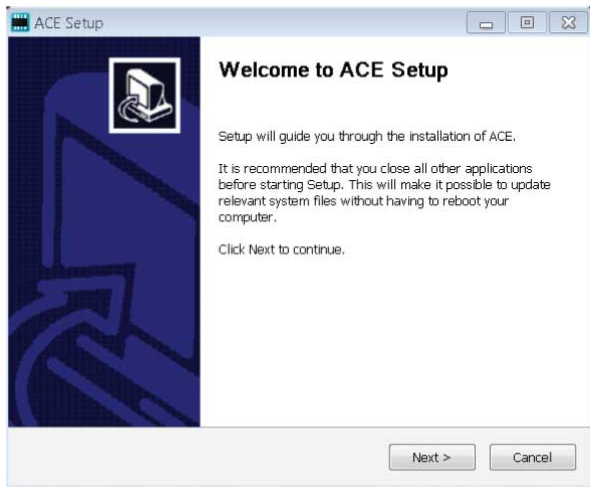 ACE Setup
Welcome to ACE Setup
Setup will guide you through the installation of ACE.
It is recommended that you close all other applications
before starting Setup. This will make it possible to update
relevant system files without having to reboot your
computer.
Click Next to continue.
Next >
Cancel